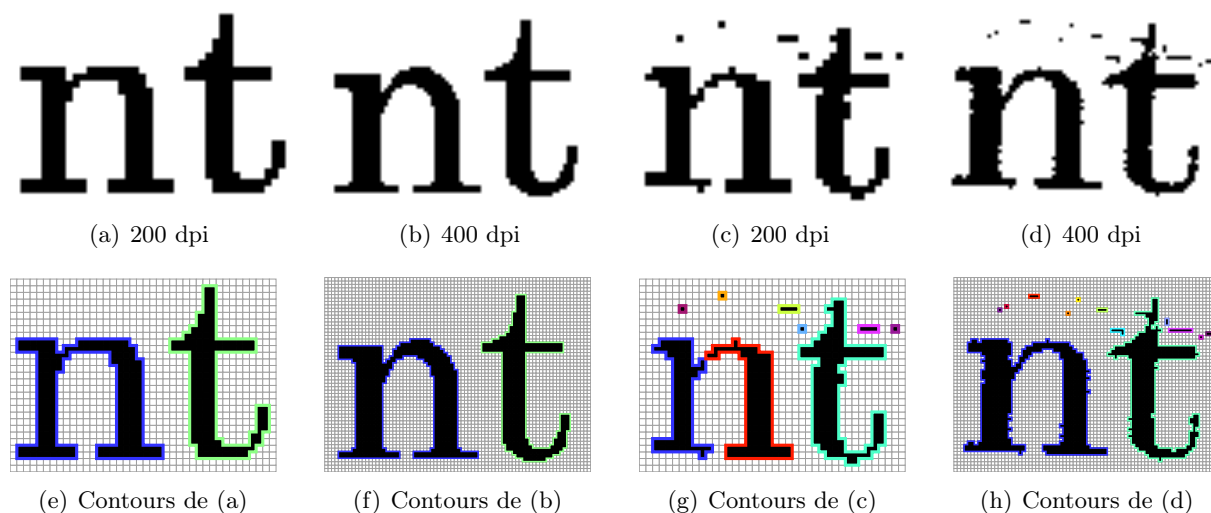 nt nt nt nt
(a) 200 dpi (b) 400 dpi (c) 200 dpi (d) 400 dpi
nt nt nt nt
(e) Contours de (a) (f) Contours de (b) (g) Contours de (c) (h) Contours de (d)